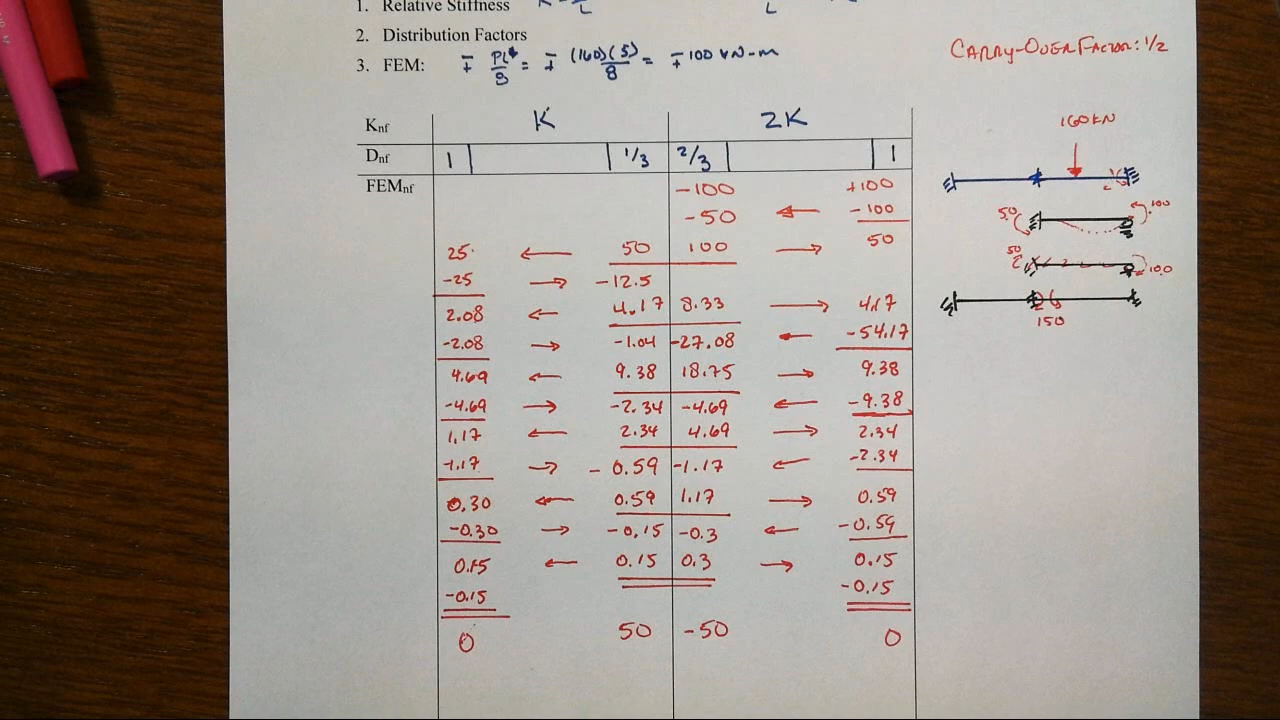 1. Relative Stiffness K = L L
2. Distribution Factors
3. FEM: ∓ PL/8 = ∓ (160)(5)/8 = ∓100 kN-m
CARRY-OVER FACTOR: 1/2
Knf K 2K
Dnf 1 1/3 2/3 1
FEMnf -100 +100
-50 ← -100
25 ← 50 100 → 50
-25 → -12.5
2.08 ← 4.17 8.33 → 4.17
-2.08 → -1.04 -27.08 ← -54.17
4.69 ← 9.38 18.75 → 9.38
-4.69 → -2.34 -4.69 ← -9.38
1.17 ← 2.34 4.69 → 2.34
-1.17 → -0.59 -1.17 ← -2.34
0.30 ← 0.59 1.17 → 0.59
-0.30 → -0.15 -0.3 ← -0.59
0.15 ← 0.15 0.3 → 0.15
-0.15 -0.15
0 50 -50 0
160kN
50 100
50 100
150